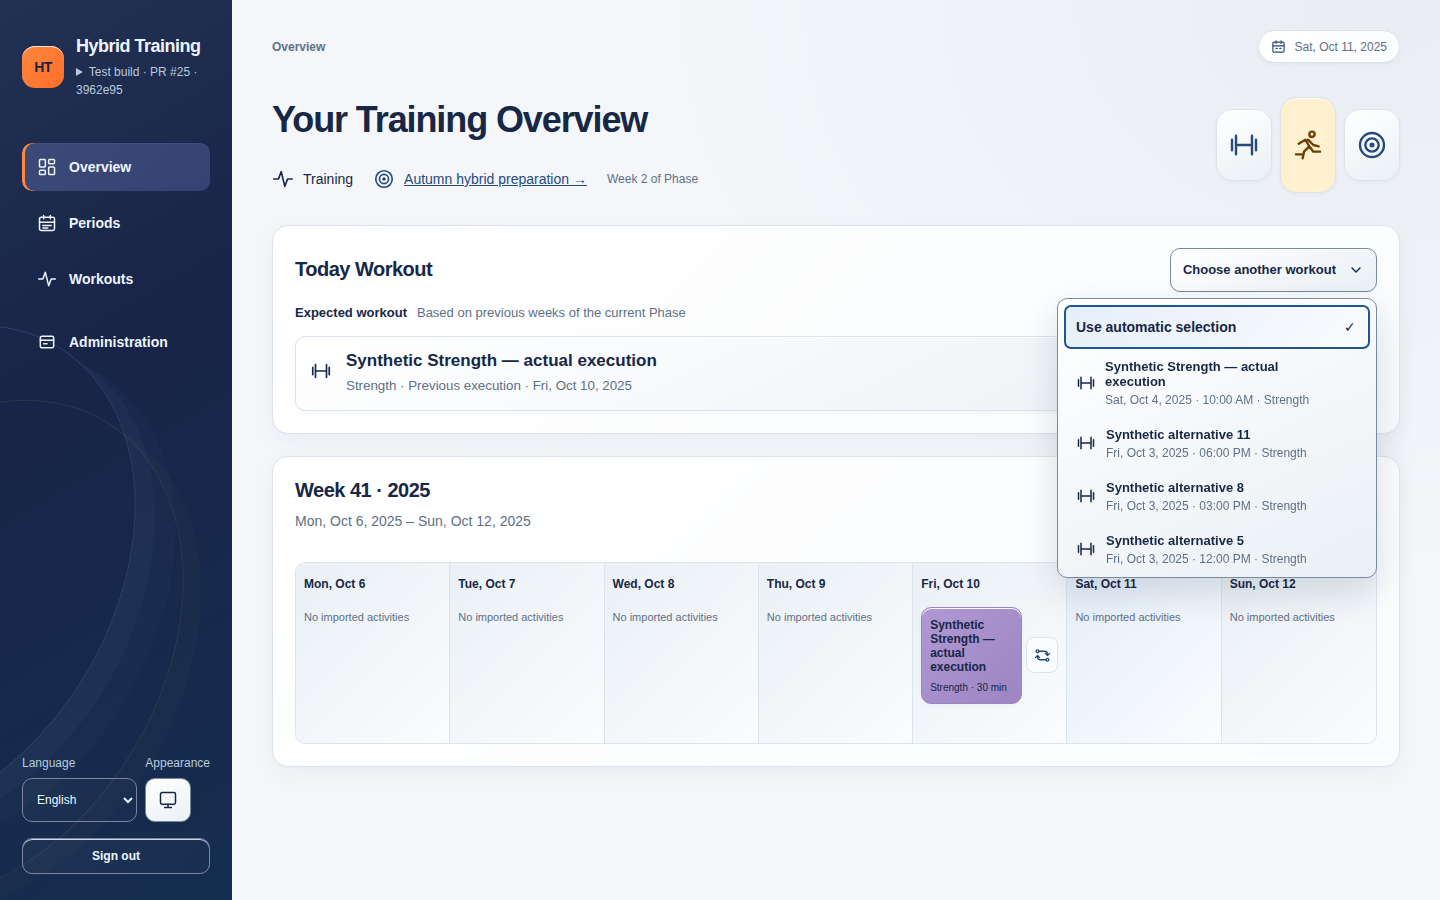 HT
Hybrid Training
▶ Test build · PR #25 ·
3962e95
Overview
Periods
Workouts
Administration
Language
Appearance
English
Sign out
Overview
Sat, Oct 11, 2025
Your Training Overview
Training
Autumn hybrid preparation →
Week 2 of Phase
Today Workout
Choose another workout
Expected workout Based on previous weeks of the current Phase
Synthetic Strength — actual execution
Strength · Previous execution · Fri, Oct 10, 2025
Use automatic selection ✓
Synthetic Strength — actual
execution
Sat, Oct 4, 2025 · 10:00 AM · Strength
Synthetic alternative 11
Fri, Oct 3, 2025 · 06:00 PM · Strength
Synthetic alternative 8
Fri, Oct 3, 2025 · 03:00 PM · Strength
Synthetic alternative 5
Fri, Oct 3, 2025 · 12:00 PM · Strength
Week 41 · 2025
Mon, Oct 6, 2025 – Sun, Oct 12, 2025
Mon, Oct 6
No imported activities
Tue, Oct 7
No imported activities
Wed, Oct 8
No imported activities
Thu, Oct 9
No imported activities
Fri, Oct 10
Synthetic
Strength —
actual
execution
Strength · 30 min
Sat, Oct 11
No imported activities
Sun, Oct 12
No imported activities